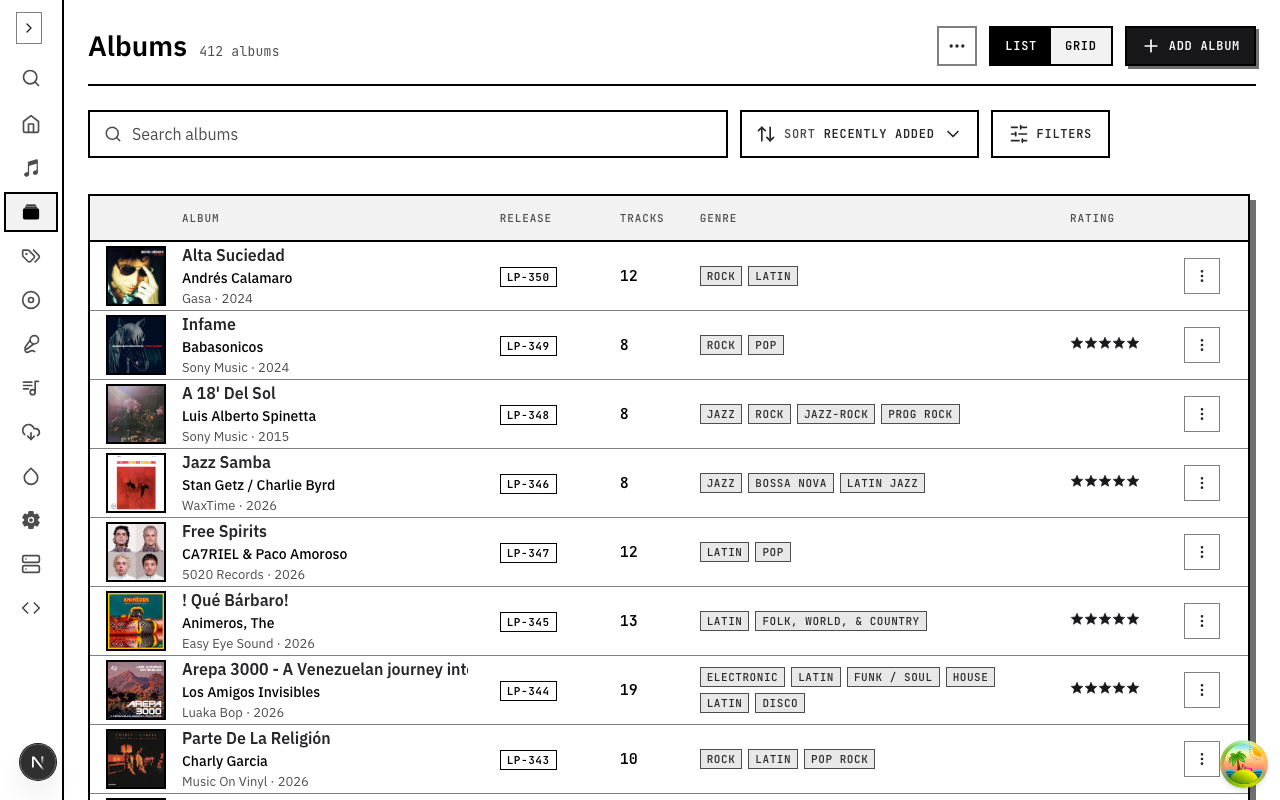 Albums 412 albums
LIST GRID ADD ALBUM
Search albums
SORT RECENTLY ADDED
FILTERS
ALBUM RELEASE TRACKS GENRE RATING
Alta Suciedad
Andrés Calamaro
Gasa · 2024
LP-350 12 ROCK LATIN
Infame
Babasonicos
Sony Music · 2024
LP-349 8 ROCK POP
A 18' Del Sol
Luis Alberto Spinetta
Sony Music · 2015
LP-348 8 JAZZ ROCK JAZZ-ROCK PROG ROCK
Jazz Samba
Stan Getz / Charlie Byrd
WaxTime · 2026
LP-346 8 JAZZ BOSSA NOVA LATIN JAZZ
Free Spirits
CA7RIEL & Paco Amoroso
5020 Records · 2026
LP-347 12 LATIN POP
! Qué Bárbaro!
Animeros, The
Easy Eye Sound · 2026
LP-345 13 LATIN FOLK, WORLD, & COUNTRY
Arepa 3000 - A Venezuelan journey int
Los Amigos Invisibles
Luaka Bop · 2026
LP-344 19 ELECTRONIC LATIN FUNK / SOUL HOUSE
LATIN DISCO
AREPA
3000
Parte De La Religión
Charly Garcia
Music On Vinyl · 2026
LP-343 10 ROCK LATIN POP ROCK
N